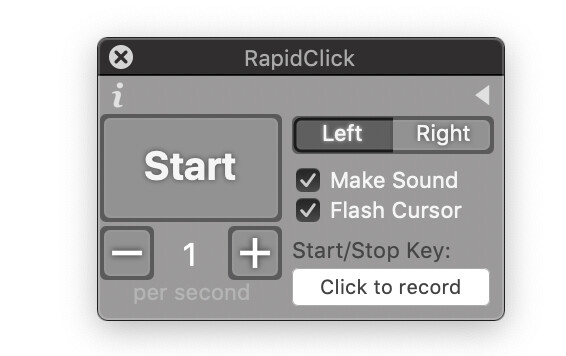 RapidClick
i
Start
Left Right
Make Sound
Flash Cursor
− 1 +
per second
Start/Stop Key:
Click to record